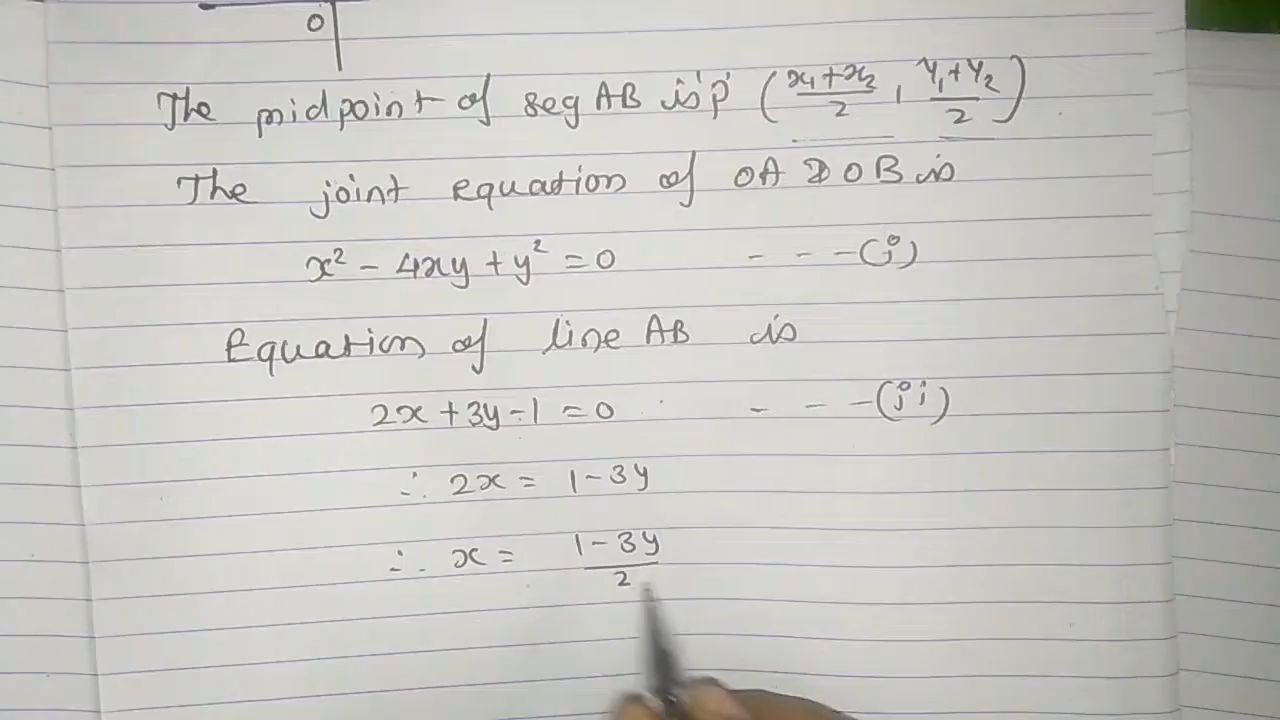 0
The midpoint of seg AB is 'P' (x₁+x₂/2, y₁+y₂/2)
The joint equation of OA & OB is
x² - 4xy + y² = 0 - - - (i)
Equation of line AB is
2x + 3y - 1 = 0 - - - (ii)
∴ 2x = 1 - 3y
∴ x = 1 - 3y / 2